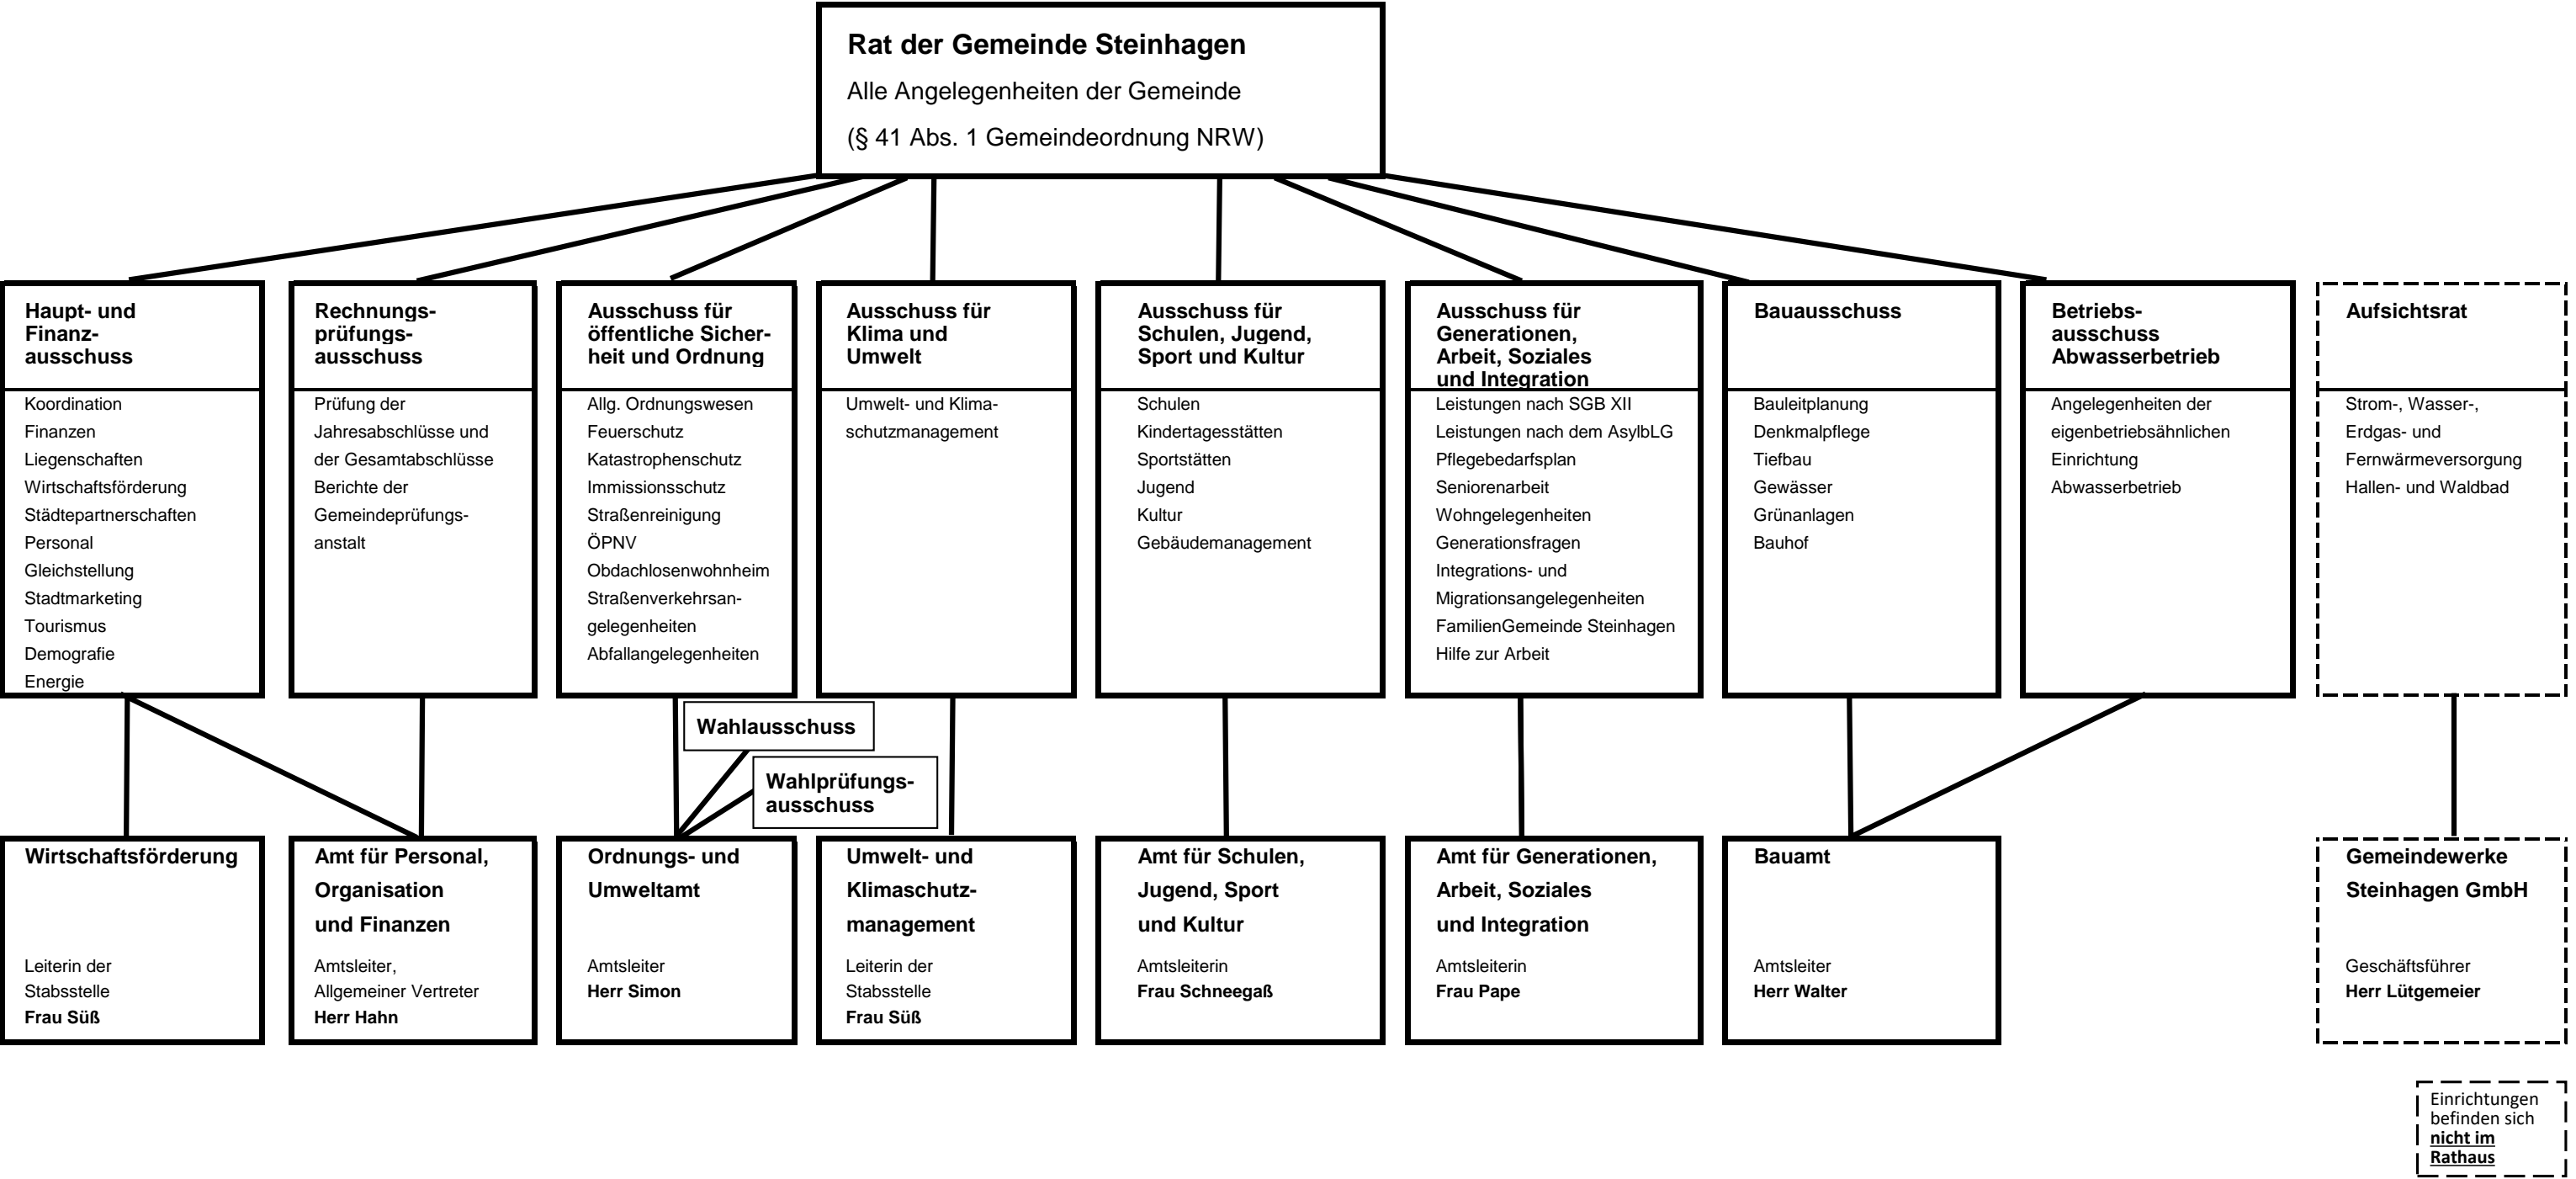 Rat der Gemeinde Steinhagen
Alle Angelegenheiten der Gemeinde
(§ 41 Abs. 1 Gemeindeordnung NRW)
Haupt- und
Finanz-
ausschuss
Koordination
Finanzen
Liegenschaften
Wirtschaftsförderung
Städtepartnerschaften
Personal
Gleichstellung
Stadtmarketing
Tourismus
Demografie
Energie
Rechnungs-
prüfungs-
ausschuss
Prüfung der
Jahresabschlüsse und
der Gesamtabschlüsse
Berichte der
Gemeindeprüfungs-
anstalt
Ausschuss für
öffentliche Sicher-
heit und Ordnung
Allg. Ordnungswesen
Feuerschutz
Katastrophenschutz
Immissionsschutz
Straßenreinigung
ÖPNV
Obdachlosenwohnheim
Straßenverkehrsan-
gelegenheiten
Abfallangelegenheiten
Ausschuss für
Klima und
Umwelt
Umwelt- und Klima-
schutzmanagement
Ausschuss für
Schulen, Jugend,
Sport und Kultur
Schulen
Kindertagesstätten
Sportstätten
Jugend
Kultur
Gebäudemanagement
Ausschuss für
Generationen,
Arbeit, Soziales
und Integration
Leistungen nach SGB XII
Leistungen nach dem AsylbLG
Pflegebedarfsplan
Seniorenarbeit
Wohngelegenheiten
Generationsfragen
Integrations- und
Migrationsangelegenheiten
FamilienGemeinde Steinhagen
Hilfe zur Arbeit
Bauausschuss
Bauleitplanung
Denkmalpflege
Tiefbau
Gewässer
Grünanlagen
Bauhof
Betriebs-
ausschuss
Abwasserbetrieb
Angelegenheiten der
eigenbetriebsähnlichen
Einrichtung
Abwasserbetrieb
Aufsichtsrat
Strom-, Wasser-,
Erdgas- und
Fernwärmeversorgung
Hallen- und Waldbad
Wahlausschuss
Wahlprüfungs-
ausschuss
Wirtschaftsförderung
Leiterin der
Stabsstelle
Frau Süß
Amt für Personal,
Organisation
und Finanzen
Amtsleiter,
Allgemeiner Vertreter
Herr Hahn
Ordnungs- und
Umweltamt
Amtsleiter
Herr Simon
Umwelt- und
Klimaschutz-
management
Leiterin der
Stabsstelle
Frau Süß
Amt für Schulen,
Jugend, Sport
und Kultur
Amtsleiterin
Frau Schneegaß
Amt für Generationen,
Arbeit, Soziales
und Integration
Amtsleiterin
Frau Pape
Bauamt
Amtsleiter
Herr Walter
Gemeindewerke
Steinhagen GmbH
Geschäftsführer
Herr Lütgemeier
Einrichtungen
befinden sich
nicht im
Rathaus